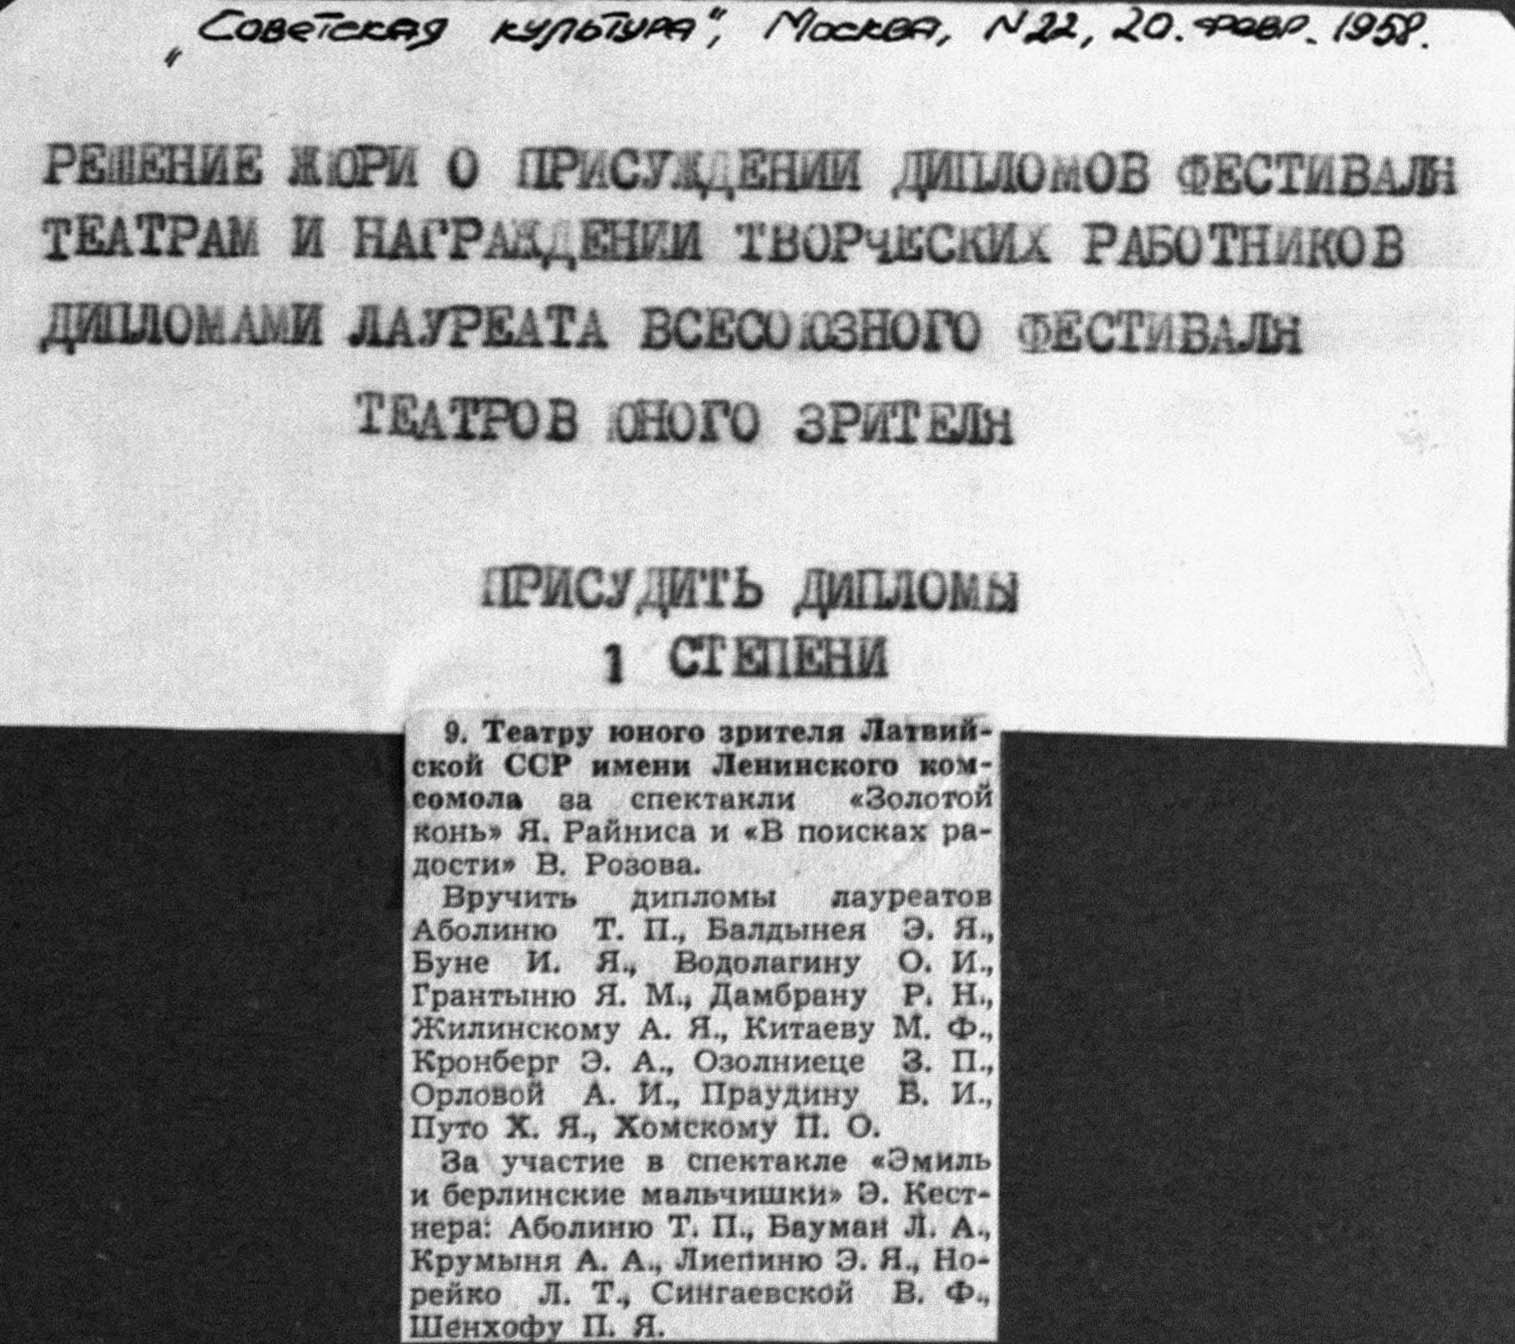 „Советская культура“, Москва, N22, 20. февр. 1958.
РЕШЕНИЕ ЖЮРИ О ПРИСУЖДЕНИИ ДИПЛОМОВ ФЕСТИВАЛЯ
ТЕАТРАМ И НАГРАЖДЕНИИ ТВОРЧЕСКИХ РАБОТНИКОВ
ДИПЛОМАМИ ЛАУРЕАТА ВСЕСОЮЗНОГО ФЕСТИВАЛЯ
ТЕАТРОВ ЮНОГО ЗРИТЕЛЯ
ПРИСУДИТЬ ДИПЛОМЫ
1 СТЕПЕНИ
9. Театру юного зрителя Латвий-
ской ССР имени Ленинского ком-
сомола за спектакли «Золотой
конь» Я. Райниса и «В поисках ра-
дости» В. Розова.
Вручить дипломы лауреатов
Аболиню Т. П., Балдынея Э. Я.,
Буне И. Я., Водолагину О. И.,
Грантыню Я. М., Дамбрану Р. Н.,
Жилинскому А. Я., Китаеву М. Ф.,
Кронберг Э. А., Озолниеце З. П.,
Орловой А. И., Праудину В. И.,
Путо Х. Я., Хомскому П. О.
За участие в спектакле «Эмиль
и берлинские мальчишки» Э. Кест-
нера: Аболиню Т. П., Бауман Л. А.,
Крумыня А. А., Лиепиню Э. Я., Но-
рейко Л. Т., Сингаевской В. Ф.,
Шенхофу П. Я.